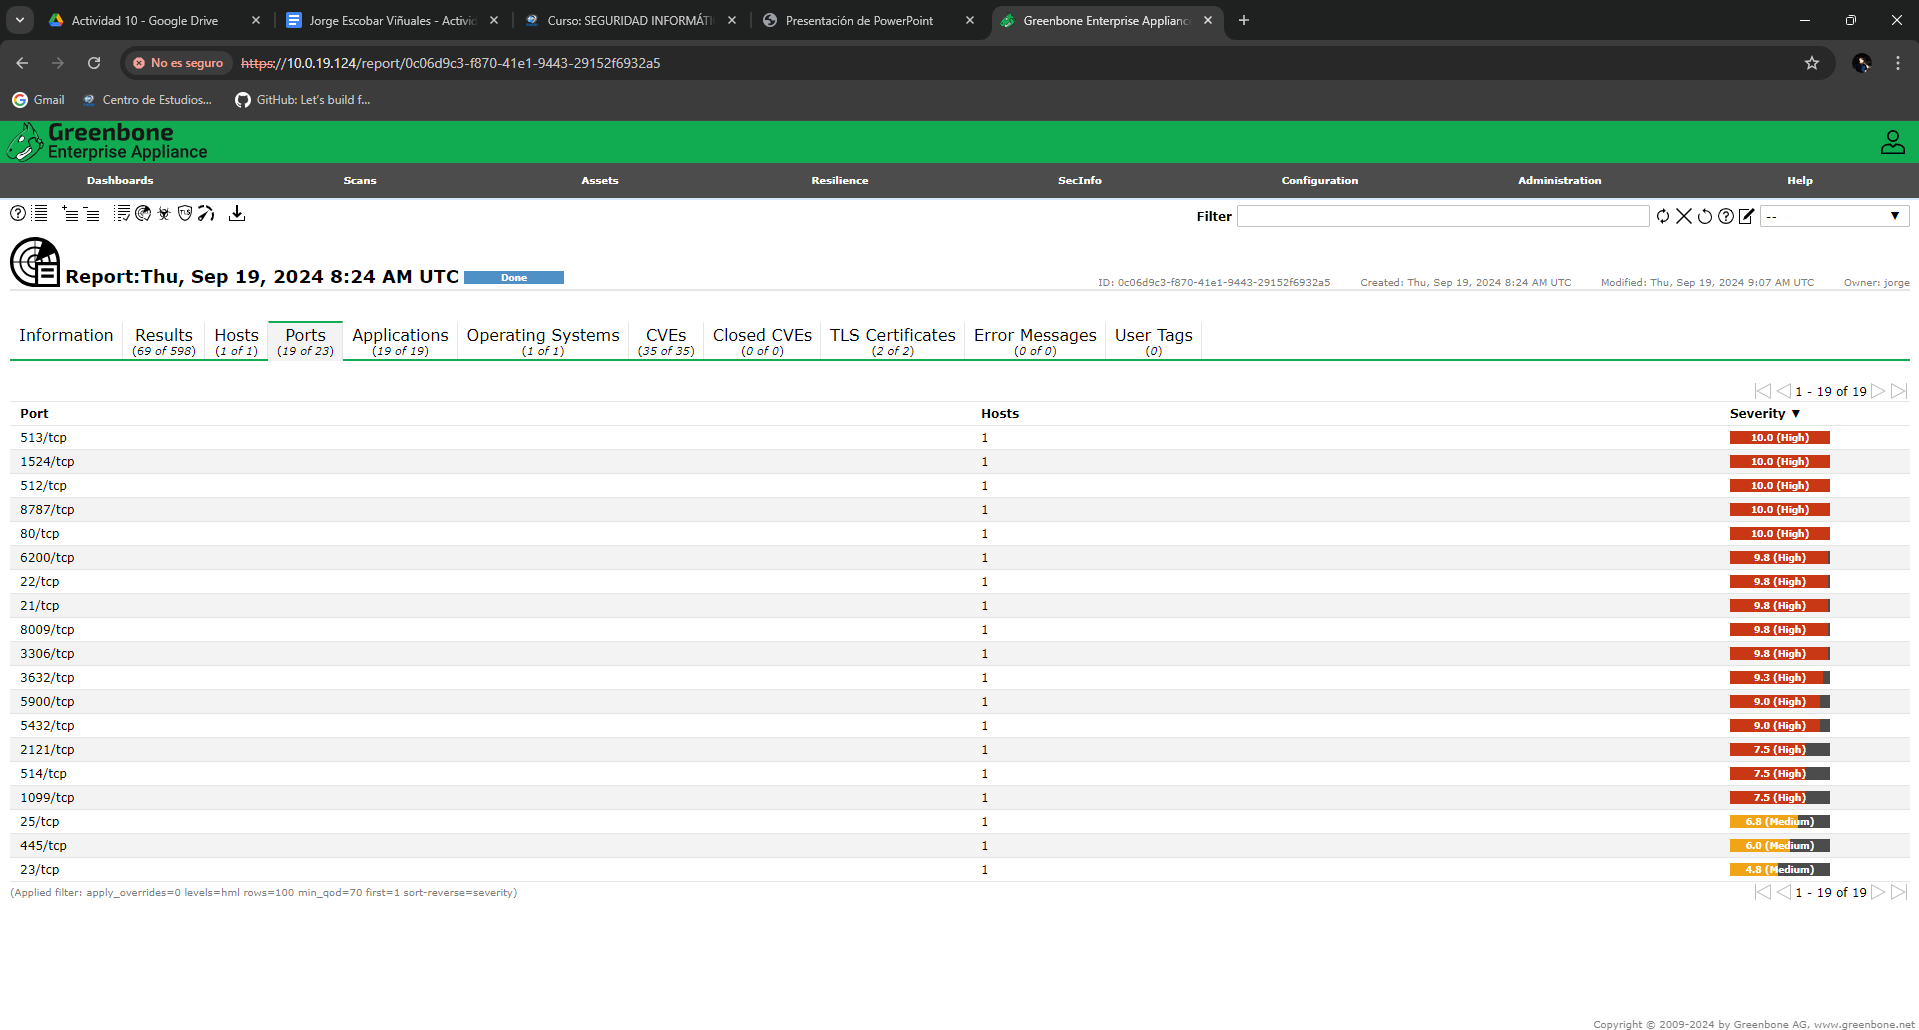 Actividad 10 - Google Drive
Jorge Escobar Viñuales - Activid
Curso: SEGURIDAD INFORMÁTI
Presentación de PowerPoint
Greenbone Enterprise Appliance
No es seguro https://10.0.19.124/report/0c06d9c3-f870-41e1-9443-29152f6932a5
Gmail Centro de Estudios... GitHub: Let's build f...
Greenbone
Enterprise Appliance
Dashboards Scans Assets Resilience SecInfo Configuration Administration Help
Filter --
Report:Thu, Sep 19, 2024 8:24 AM UTC Done
ID: 0c06d9c3-f870-41e1-9443-29152f6932a5 Created: Thu, Sep 19, 2024 8:24 AM UTC Modified: Thu, Sep 19, 2024 9:07 AM UTC Owner: jorge
Information Results Hosts Ports Applications Operating Systems CVEs Closed CVEs TLS Certificates Error Messages User Tags
(69 of 598) (1 of 1) (19 of 23) (19 of 19) (1 of 1) (35 of 35) (0 of 0) (2 of 2) (0 of 0) (0)
1 - 19 of 19
Port Hosts Severity ▼
513/tcp 1 10.0 (High)
1524/tcp 1 10.0 (High)
512/tcp 1 10.0 (High)
8787/tcp 1 10.0 (High)
80/tcp 1 10.0 (High)
6200/tcp 1 9.8 (High)
22/tcp 1 9.8 (High)
21/tcp 1 9.8 (High)
8009/tcp 1 9.8 (High)
3306/tcp 1 9.8 (High)
3632/tcp 1 9.3 (High)
5900/tcp 1 9.0 (High)
5432/tcp 1 9.0 (High)
2121/tcp 1 7.5 (High)
514/tcp 1 7.5 (High)
1099/tcp 1 7.5 (High)
25/tcp 1 6.8 (Medium)
445/tcp 1 6.0 (Medium)
23/tcp 1 4.8 (Medium)
(Applied filter: apply_overrides=0 levels=hml rows=100 min_qod=70 first=1 sort-reverse=severity)
1 - 19 of 19
Copyright © 2009-2024 by Greenbone AG, www.greenbone.net